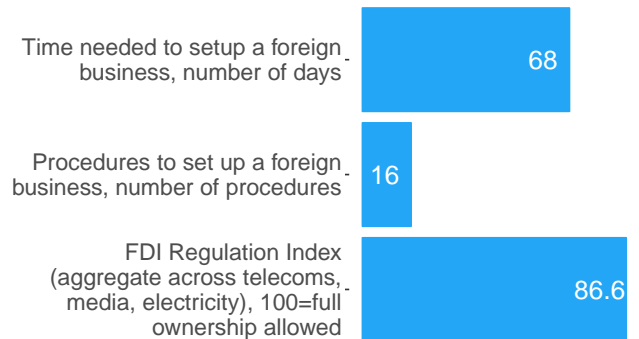 Time needed to setup a foreign
business, number of days
68
Procedures to set up a foreign
business, number of procedures
16
FDI Regulation Index
(aggregate across telecoms,
media, electricity), 100=full
ownership allowed
86.6